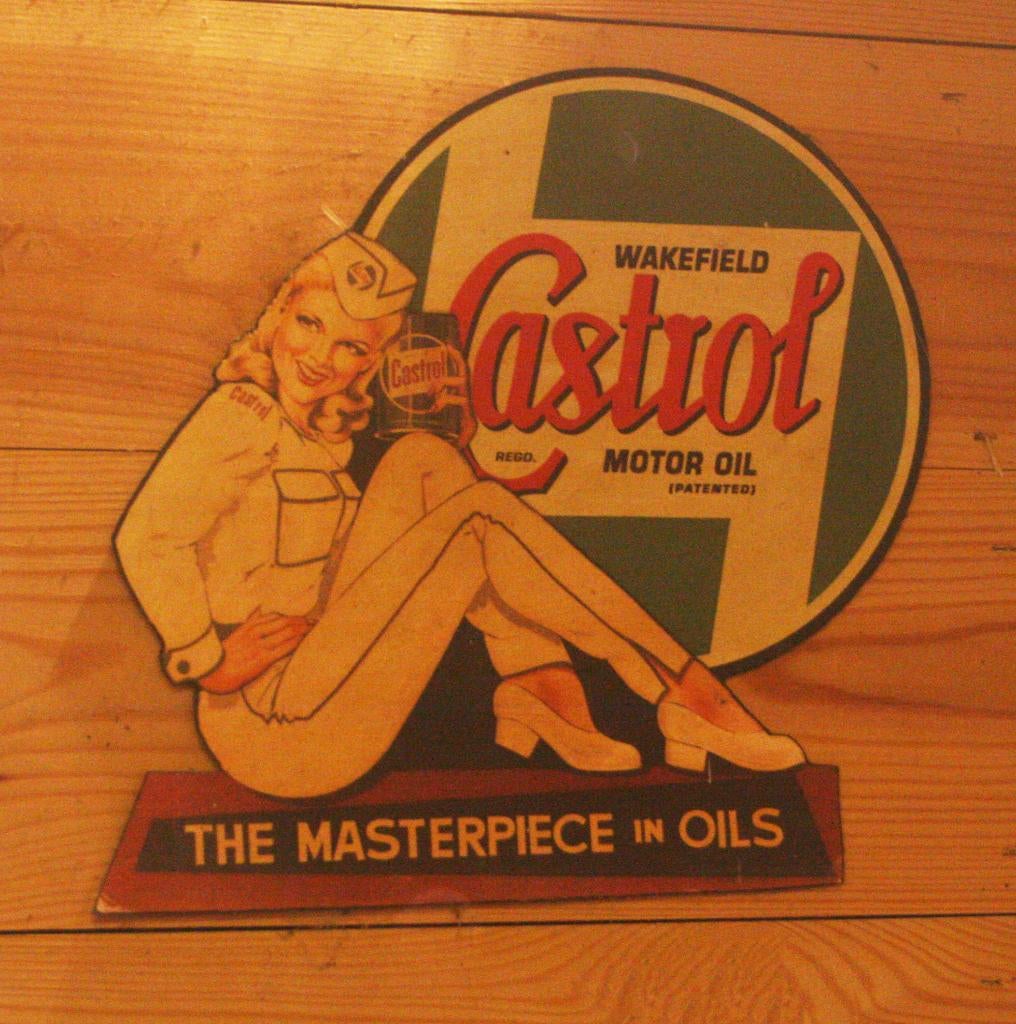 WAKEFIELD
Castrol
REGD.
MOTOR OIL
(PATENTED)
Castrol
Castrol
THE MASTERPIECE IN OILS